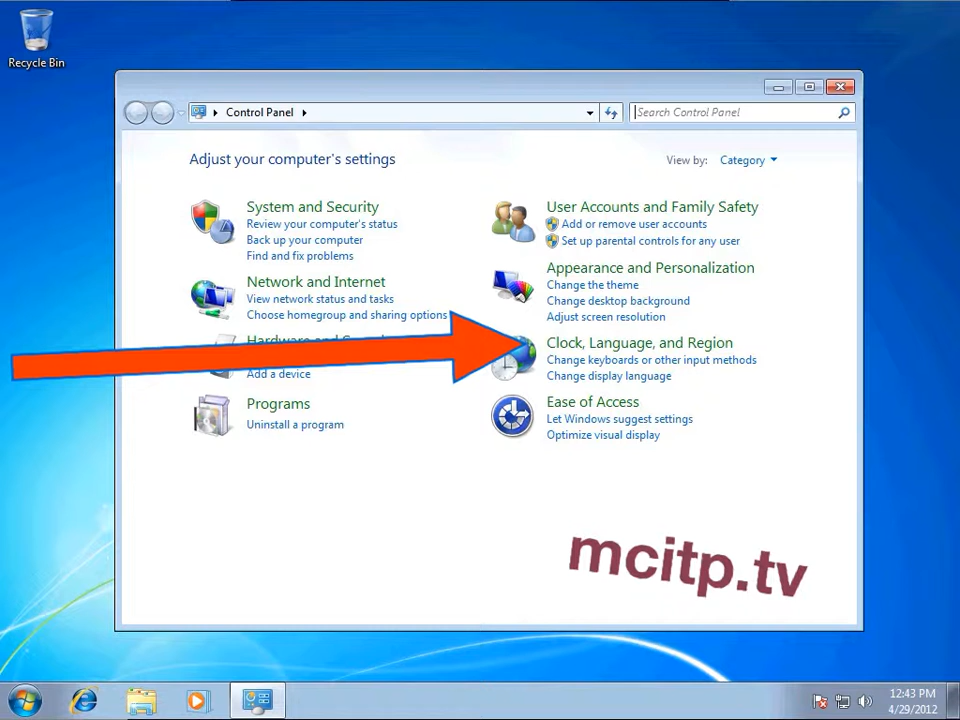 Recycle Bin
Control Panel
Search Control Panel
Adjust your computer's settings
View by: Category
System and Security
Review your computer's status
Back up your computer
Find and fix problems
Network and Internet
View network status and tasks
Choose homegroup and sharing options
Hardware and
Add a device
Programs
Uninstall a program
User Accounts and Family Safety
Add or remove user accounts
Set up parental controls for any user
Appearance and Personalization
Change the theme
Change desktop background
Adjust screen resolution
Clock, Language, and Region
Change keyboards or other input methods
Change display language
Ease of Access
Let Windows suggest settings
Optimize visual display
mcitp.tv
12:43 PM
4/29/2012